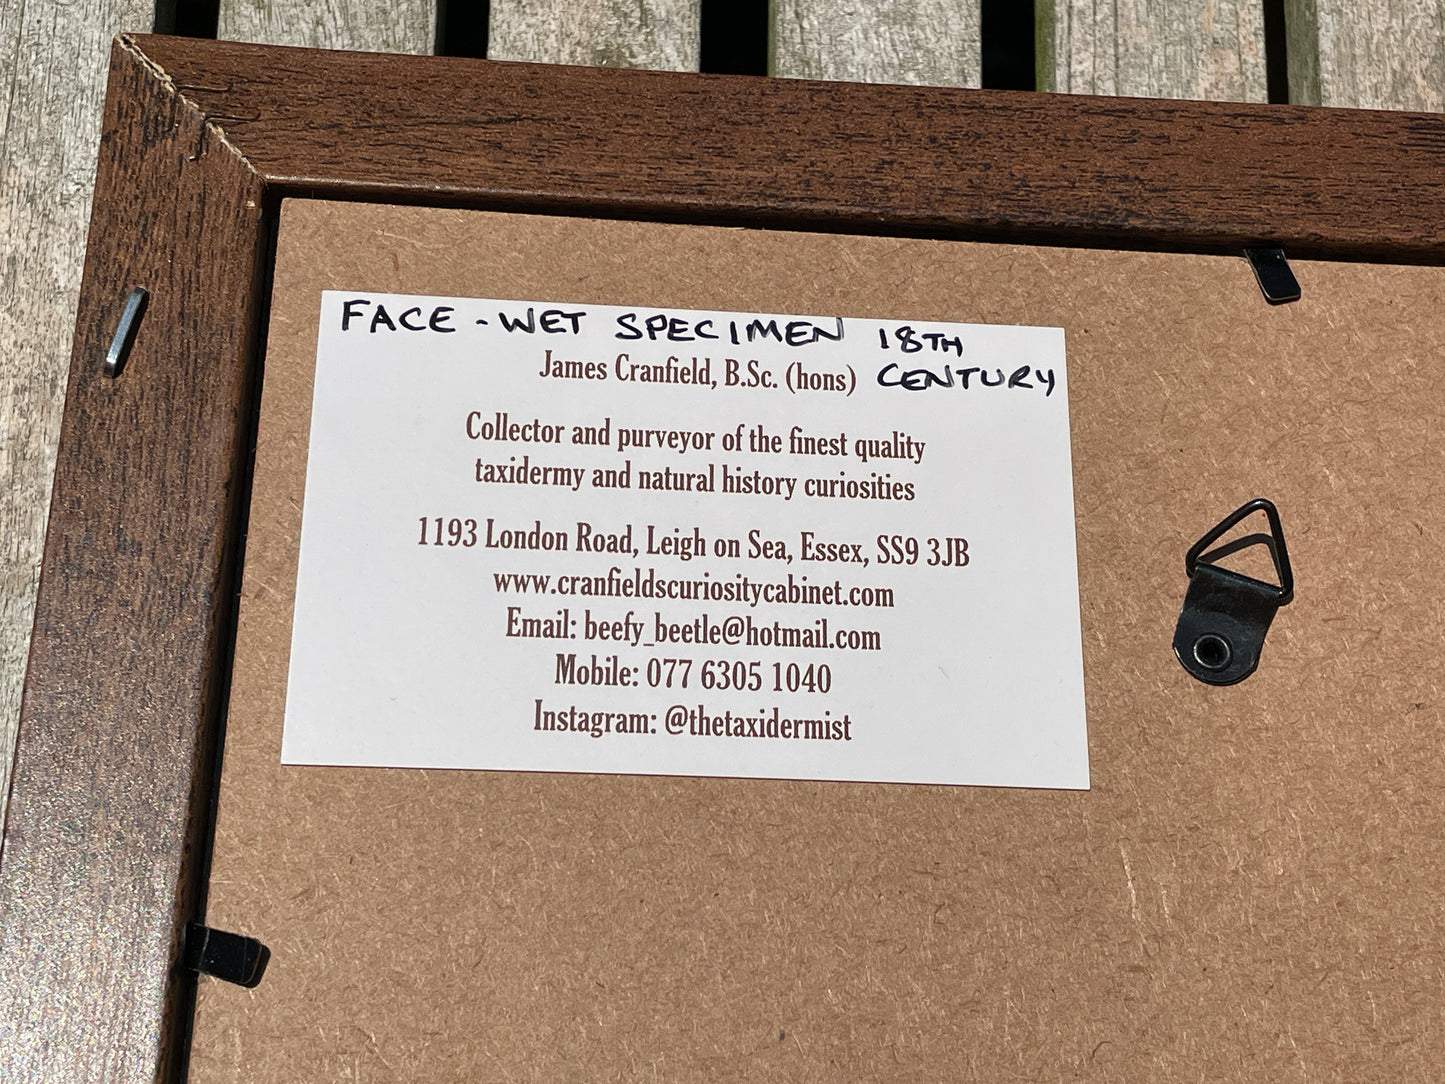 FACE - WET SPECIMEN 18TH
CENTURY
James Cranfield, B.Sc. (hons)
Collector and purveyor of the finest quality
taxidermy and natural history curiosities
1193 London Road, Leigh on Sea, Essex, SS9 3JB
www.cranfieldscuriositycabinet.com
Email: beefy_beetle@hotmail.com
Mobile: 077 6305 1040
Instagram: @thetaxidermist